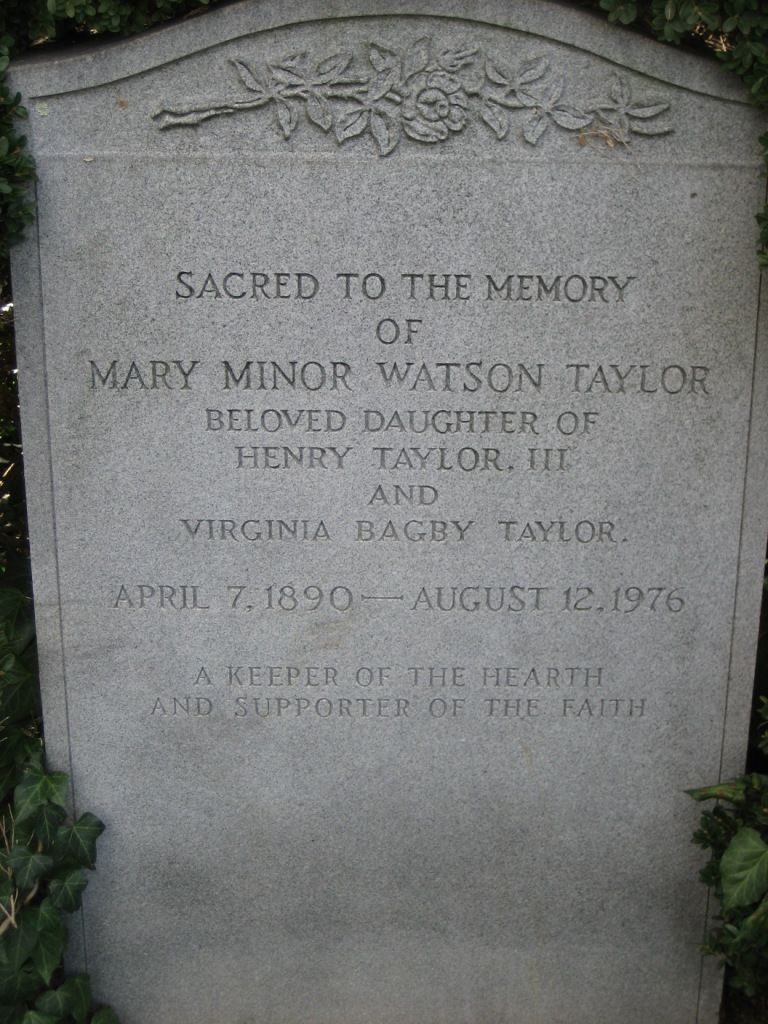 SACRED TO THE MEMORY
OF
MARY MINOR WATSON TAYLOR
BELOVED DAUGHTER OF
HENRY TAYLOR, III
AND
VIRGINIA BAGBY TAYLOR.
APRIL 7, 1890 — AUGUST 12, 1976
A KEEPER OF THE HEARTH
AND SUPPORTER OF THE FAITH